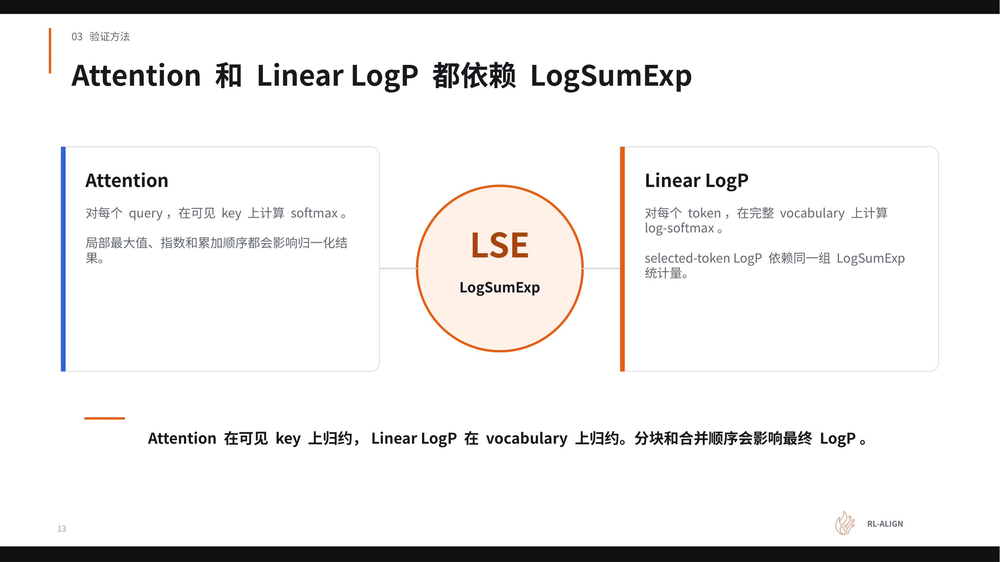 03 验证方法
Attention 和 Linear LogP 都依赖 LogSumExp
Attention
对每个 query，在可见 key 上计算 softmax。
局部最大值、指数和累加顺序都会影响归一化结
果。
LSE
LogSumExp
Linear LogP
对每个 token，在完整 vocabulary 上计算
log-softmax。
selected-token LogP 依赖同一组 LogSumExp
统计量。
Attention 在可见 key 上归约，Linear LogP 在 vocabulary 上归约。分块和合并顺序会影响最终 LogP。
13
RL-ALIGN